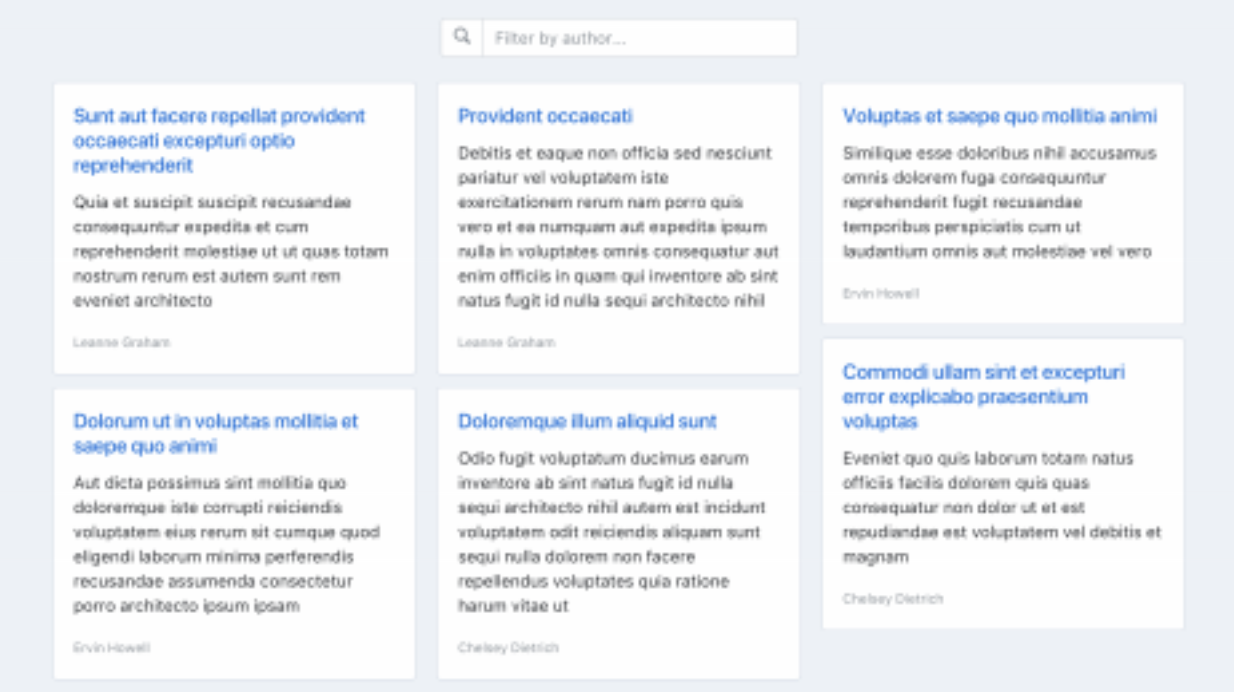 Filter by author...
Sunt aut facere repellat provident
occaecati excepturi optio
reprehenderit
Quia et suscipit suscipit recusandae
consequuntur expedita et cum
reprehenderit molestiae ut ut quas totam
nostrum rerum est autem sunt rem
eveniet architecto
Leanne Graham
Dolorum ut in voluptas mollitia et
saepe quo animi
Aut dicta possimus sint mollitia quo
doloremque iste corrupti reiciendis
voluptatem eius rerum sit cumque quod
eligendi laborum minima perferendis
recusandae assumenda consectetur
porro architecto ipsum ipsam
Ervin Howell
Provident occaecati
Debitis et eaque non officia sed nesciunt
pariatur vel voluptatem iste
exercitationem rerum nam porro quis
vero et ea numquam aut expedita ipsum
nulla in voluptates omnis consequatur aut
enim officiis in quam qui inventore ab sint
natus fugit id nulla sequi architecto nihil
Leanne Graham
Doloremque illum aliquid sunt
Odio fugit voluptatum ducimus earum
inventore ab sint natus fugit id nulla
sequi architecto nihil autem est incidunt
voluptatem odit reiciendis aliquam sunt
sequi nulla dolorem non facere
repellendus voluptates quia ratione
harum vitae ut
Chelsey Dietrich
Voluptas et saepe quo mollitia animi
Similique esse doloribus nihil accusamus
omnis dolorem fuga consequuntur
reprehenderit fugit recusandae
temporibus perspiciatis cum ut
laudantium omnis aut molestiae vel vero
Ervin Howell
Commodi ullam sint et excepturi
error explicabo praesentium
voluptas
Eveniet quo quis laborum totam natus
officiis facilis dolorem quis quas
consequatur non dolor ut et est
repudiandae est voluptatem vel debitis et
magnam
Chelsey Dietrich